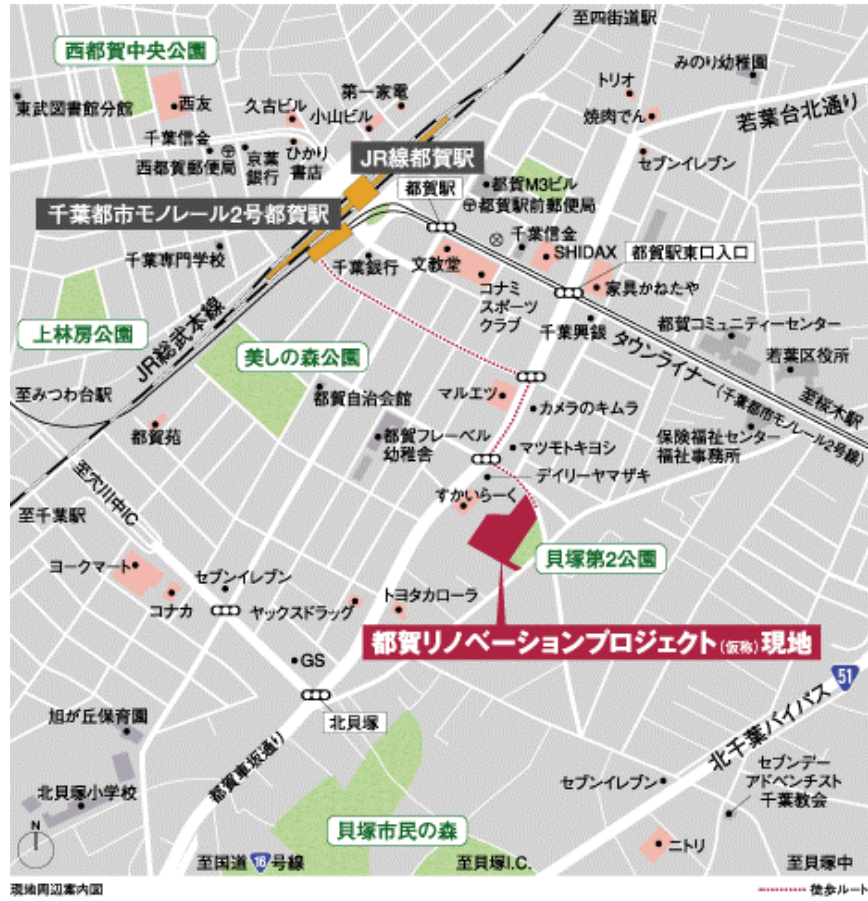 至四街道駅
西都賀中央公園
みのり幼稚園
トリオ
東武図書館分館
西友
久古ビル
第一家電
小山ビル
焼肉でん
若葉台北通り
千葉信金
西都賀郵便局
京葉
銀行
ひかり
書店
JR線都賀駅
セブンイレブン
都賀駅
都賀M3ビル
都賀駅前郵便局
千葉都市モノレール2号都賀駅
千葉専門学校
千葉銀行
文教堂
千葉信金
SHIDAX
都賀駅東口入口
コナミ
スポーツ
クラブ
家具かねたや
上林房公園
JR総武本線
美しの森公園
千葉興銀
タウンライナー(千葉都市モノレール2号線)
都賀コミュニティーセンター
若葉区役所
至みつわ台駅
都賀自治会館
マルエツ
カメラのキムラ
至桜木駅
都賀苑
都賀フレーベル
幼稚舎
マツモトキヨシ
保険福祉センター
福祉事務所
至穴川中IC
デイリーヤマザキ
すかいらーく
至千葉駅
ヨークマート
貝塚第2公園
コナカ
セブンイレブン
ヤックスドラッグ
トヨタカローラ
都賀リノベーションプロジェクト(仮称)現地
GS
51
北貝塚
旭が丘保育園
都賀車坂通り
北千葉バイパス
北貝塚小学校
セブンイレブン
セブンデー
アドベンチスト
千葉教会
N
貝塚市民の森
ニトリ
至国道16号線
至貝塚I.C.
至貝塚中
現地周辺案内図
徒歩ルート